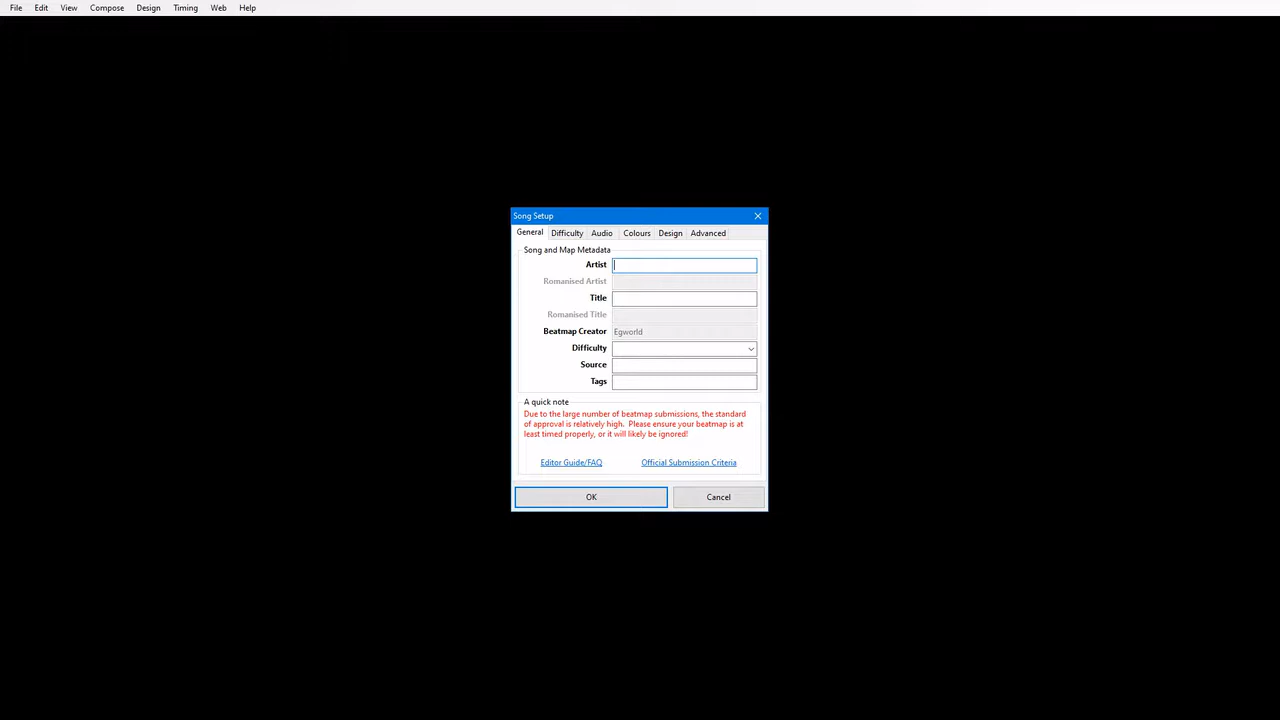 File Edit View Compose Design Timing Web Help
Song Setup
General Difficulty Audio Colours Design Advanced
Song and Map Metadata
Artist
Romanised Artist
Title
Romanised Title
Beatmap Creator Egworld
Difficulty
Source
Tags
A quick note
Due to the large number of beatmap submissions, the standard
of approval is relatively high. Please ensure your beatmap is at
least timed properly, or it will likely be ignored!
Editor Guide/FAQ Official Submission Criteria
OK Cancel